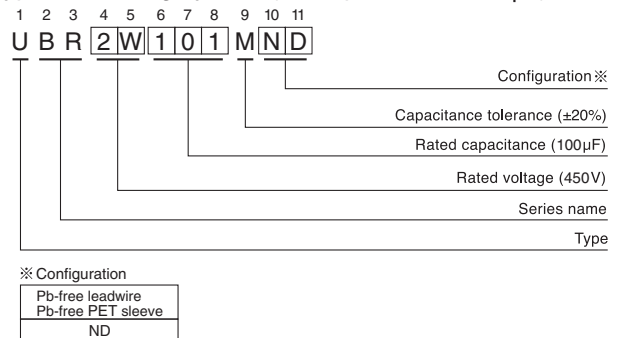 1 2 3 4 5 6 7 8 9 10 11
U B R 2 W 1 0 1 M N D
Configuration※
Capacitance tolerance (±20%)
Rated capacitance (100µF)
Rated voltage (450V)
Series name
Type
※Configuration
Pb-free leadwire
Pb-free PET sleeve
ND